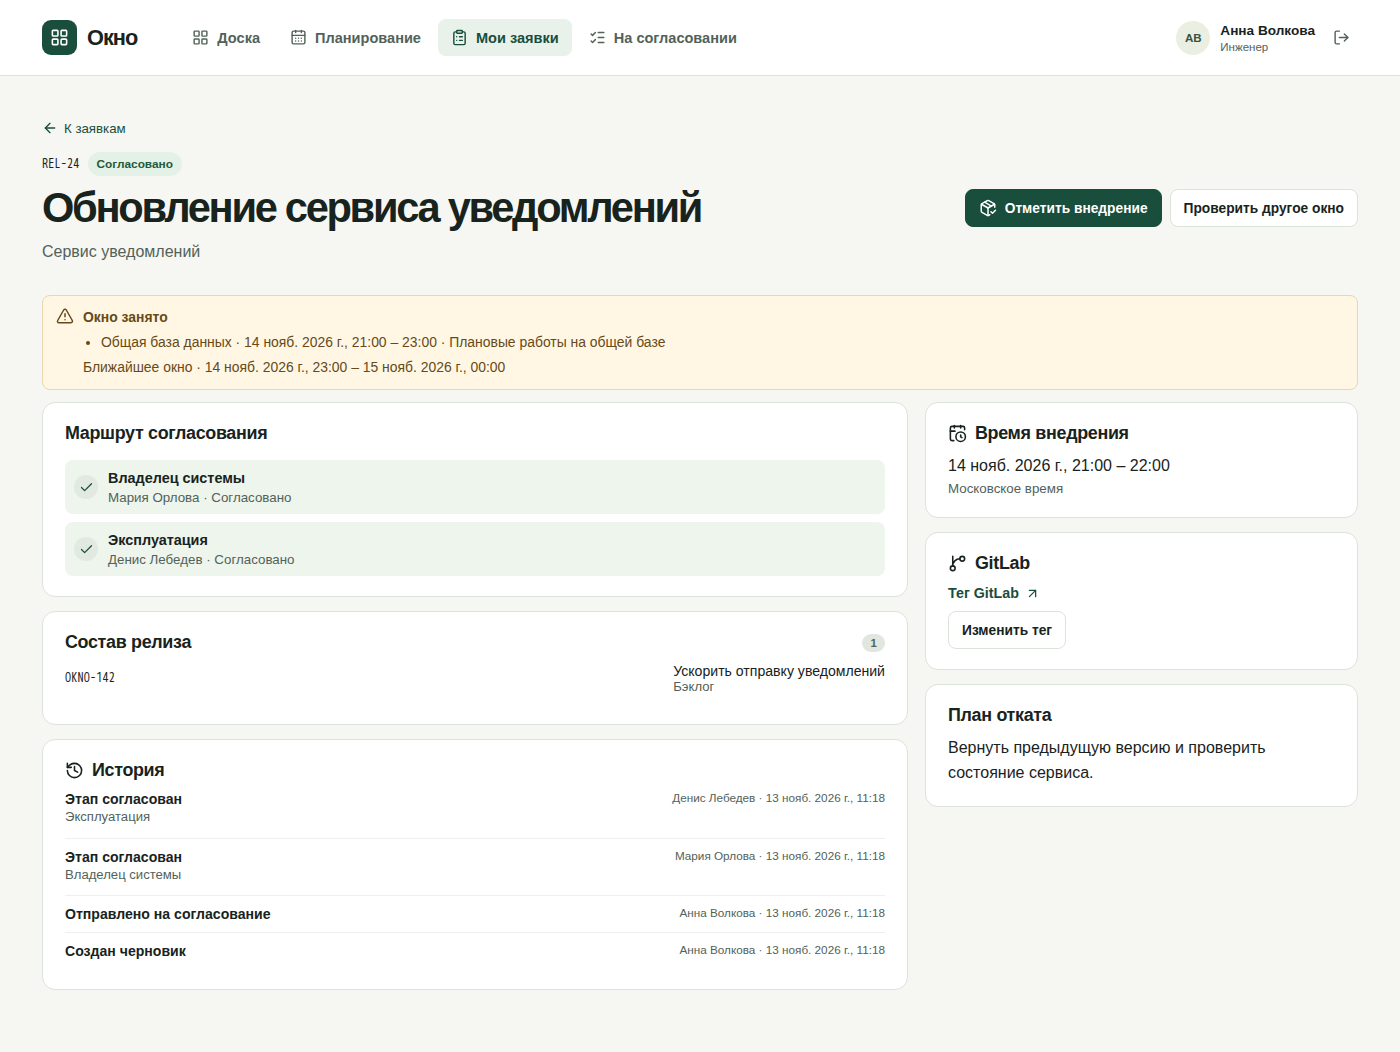 Окно
Доска
Планирование
Мои заявки
На согласовании
АВ
Анна Волкова
Инженер
К заявкам
REL-24
Согласовано
Обновление сервиса уведомлений
Отметить внедрение
Проверить другое окно
Сервис уведомлений
Окно занято
• Общая база данных · 14 нояб. 2026 г., 21:00 – 23:00 · Плановые работы на общей базе
Ближайшее окно · 14 нояб. 2026 г., 23:00 – 15 нояб. 2026 г., 00:00
Маршрут согласования
Владелец системы
Мария Орлова · Согласовано
Эксплуатация
Денис Лебедев · Согласовано
Состав релиза
1
OKNO-142
Ускорить отправку уведомлений
Бэклог
История
Этап согласован
Денис Лебедев · 13 нояб. 2026 г., 11:18
Эксплуатация
Этап согласован
Мария Орлова · 13 нояб. 2026 г., 11:18
Владелец системы
Отправлено на согласование
Анна Волкова · 13 нояб. 2026 г., 11:18
Создан черновик
Анна Волкова · 13 нояб. 2026 г., 11:18
Время внедрения
14 нояб. 2026 г., 21:00 – 22:00
Московское время
GitLab
Тег GitLab
Изменить тег
План отката
Вернуть предыдущую версию и проверить
состояние сервиса.